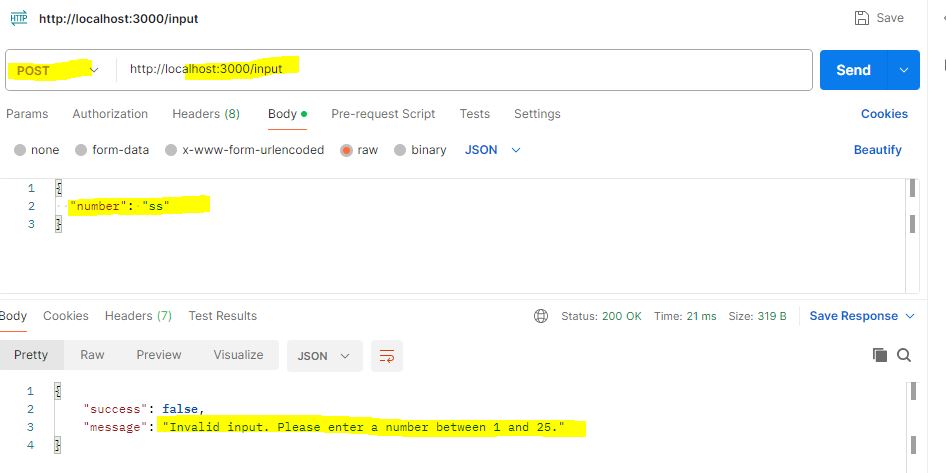 HTTP http://localhost:3000/input Save
POST http://localhost:3000/input Send
Params Authorization Headers (8) Body Pre-request Script Tests Settings Cookies
none form-data x-www-form-urlencoded raw binary JSON Beautify
1 {
2 "number": "ss"
3 }
Body Cookies Headers (7) Test Results Status: 200 OK Time: 21 ms Size: 319 B Save Response
Pretty Raw Preview Visualize JSON
1 {
2 "success": false,
3 "message": "Invalid input. Please enter a number between 1 and 25."
4 }